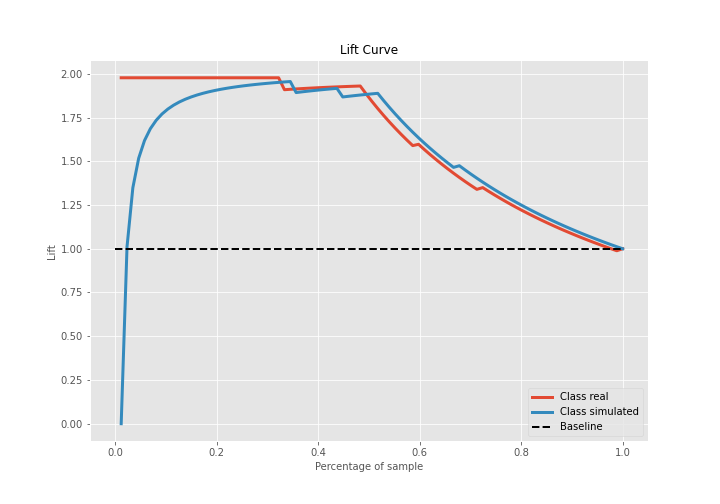 Lift Curve
2.00
1.75
1.50
1.25
1.00
0.75
0.50
0.25
0.00
Lift
0.0 0.2 0.4 0.6 0.8 1.0
Percentage of sample
Class real
Class simulated
Baseline